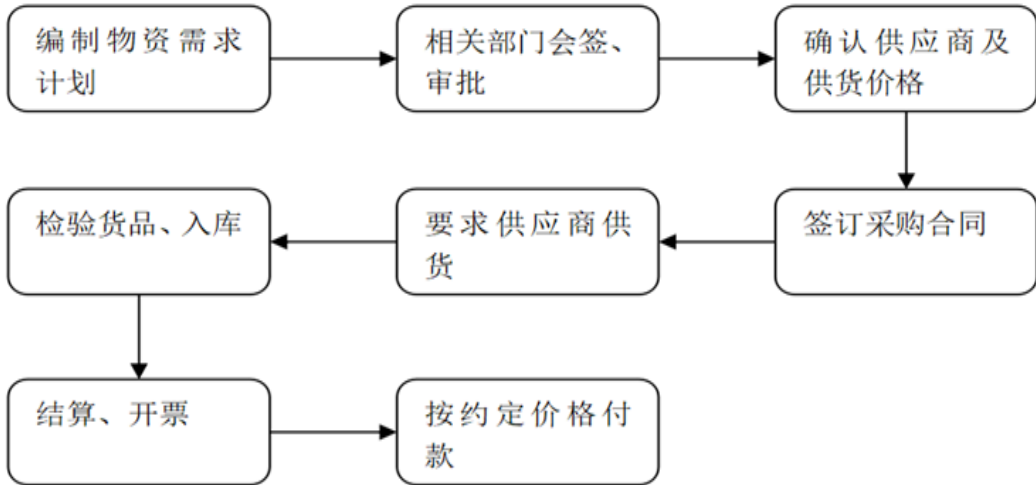 编制物资需求
计划
相关部门会签、
审批
确认供应商及
供货价格
签订采购合同
要求供应商供
货
检验货品、入库
结算、开票
按约定价格付
款